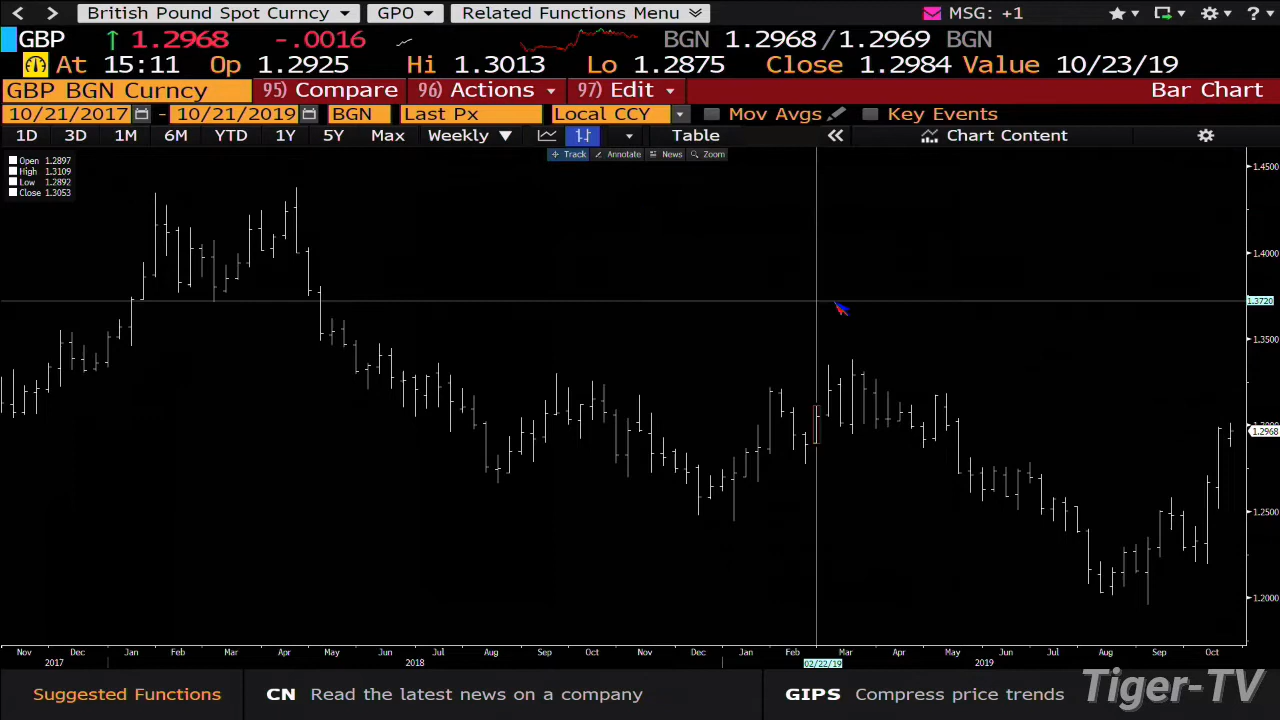 British Pound Spot Curncy GPO Related Functions Menu MSG: +1 ?
GBP ↑ 1.2968 -.0016 BGN 1.2968/1.2969 BGN
At 15:11 Op 1.2925 Hi 1.3013 Lo 1.2875 Close 1.2984 Value 10/23/19
GBP BGN Curncy 95) Compare 96) Actions 97) Edit Bar Chart
10/21/2017 - 10/21/2019 BGN Last Px Local CCY Mov Avgs Key Events
1D 3D 1M 6M YTD 1Y 5Y Max Weekly ▼ Table « Chart Content
Track Annotate News Zoom
Open 1.2897
High 1.3109
Low 1.2892
Close 1.3053
1.4500
1.4000
1.3720
1.3500
1.2968
1.2500
1.2000
Nov Dec Jan Feb Mar Apr May Jun Jul Aug Sep Oct Nov Dec Jan Feb Mar Apr May Jun Jul Aug Sep Oct
2017 2018 02/22/19 2019
Suggested Functions CN Read the latest news on a company GIPS Compress price trends
Tiger-TV